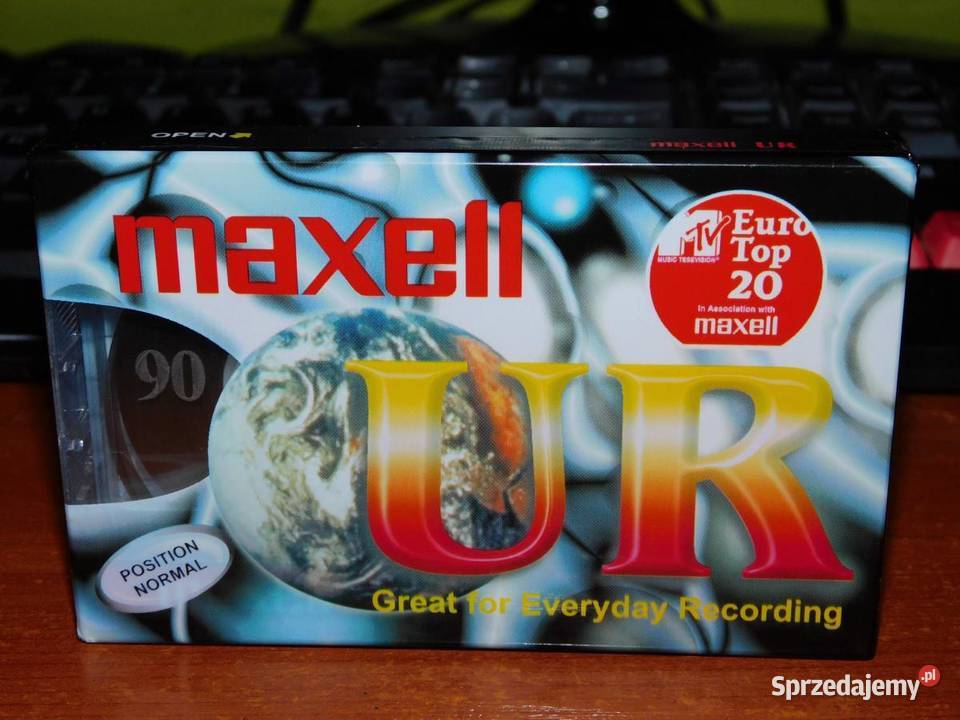 OPEN
maxell UR
maxell
MTV
MUSIC TELEVISION®
Euro
Top
20
In Association with
maxell
90
UR
POSITION
NORMAL
Great for Everyday Recording
Sprzedajemy.pl